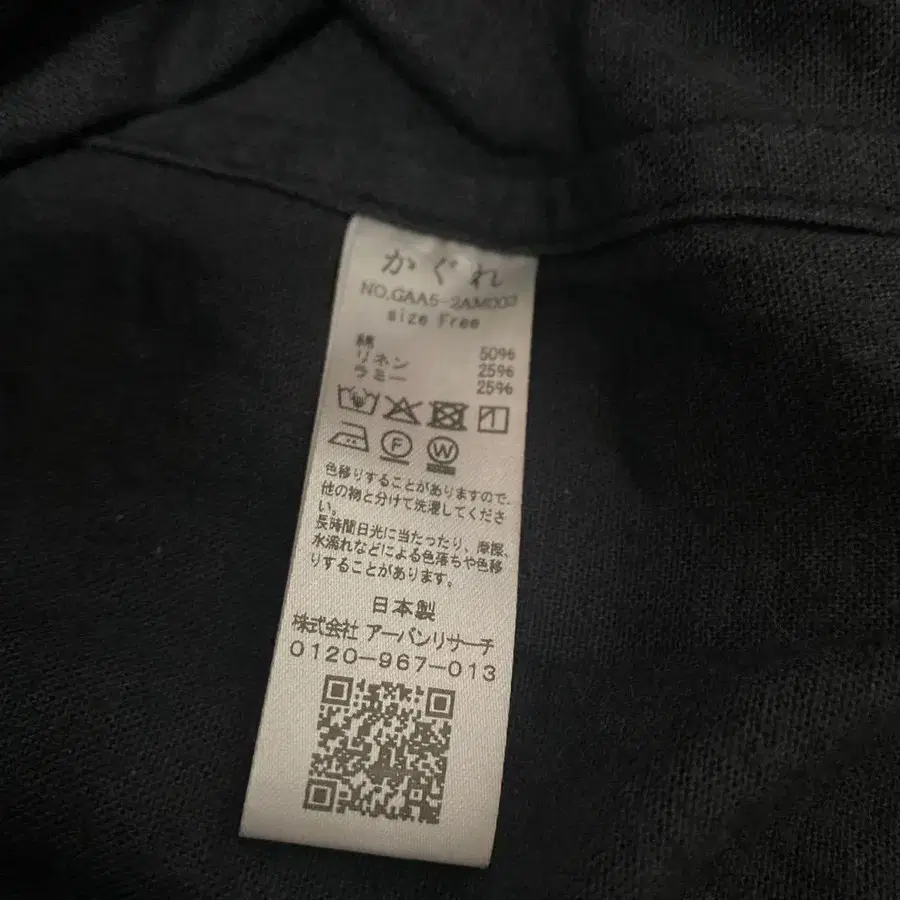 かぐれ
NO.GAA5-2AM003
size Free
綿 50%
リネン 25%
ラミー 25%
F W
色移りすることがありますので、
他の物と分けて洗濯してくださ
い。
長時間日光に当たったり、摩擦、
水濡れなどによる色落ちや色移
りすることがあります。
日本製
株式会社 アーバンリサーチ
0120-967-013